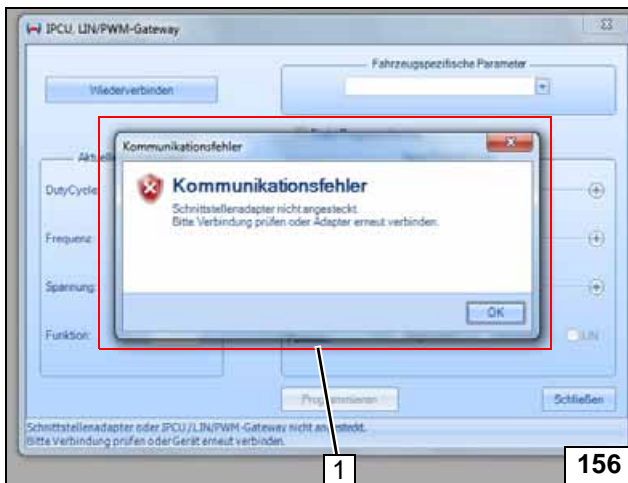 IPCU, LIN/PWM-Gateway
Fahrzeugspezifische Parameter
Wiederverbinden
Kommunikationsfehler
Kommunikationsfehler
Schnittstellenadapter nicht angesteckt.
Bitte Verbindung prüfen oder Adapter erneut verbinden.
OK
DutyCycle:
Frequenz:
Spannung:
Funktion:
LIN
Programmieren
Schließen
Schnittstellenadapter oder IPCU/LIN/PWM-Gateway nicht angesteckt.
Bitte Verbindung prüfen oder Gerät erneut verbinden.
1
156